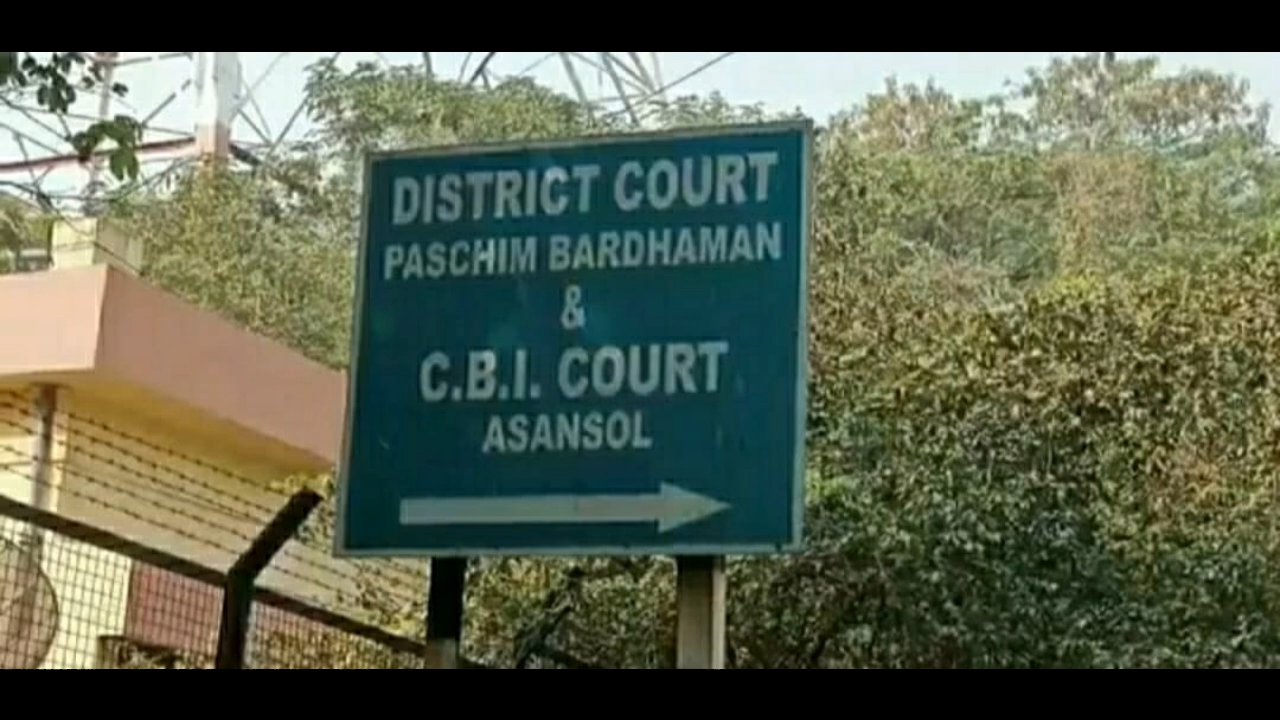 DISTRICT COURT
PASCHIM BARDHAMAN
&
C.B.I. COURT
ASANSOL